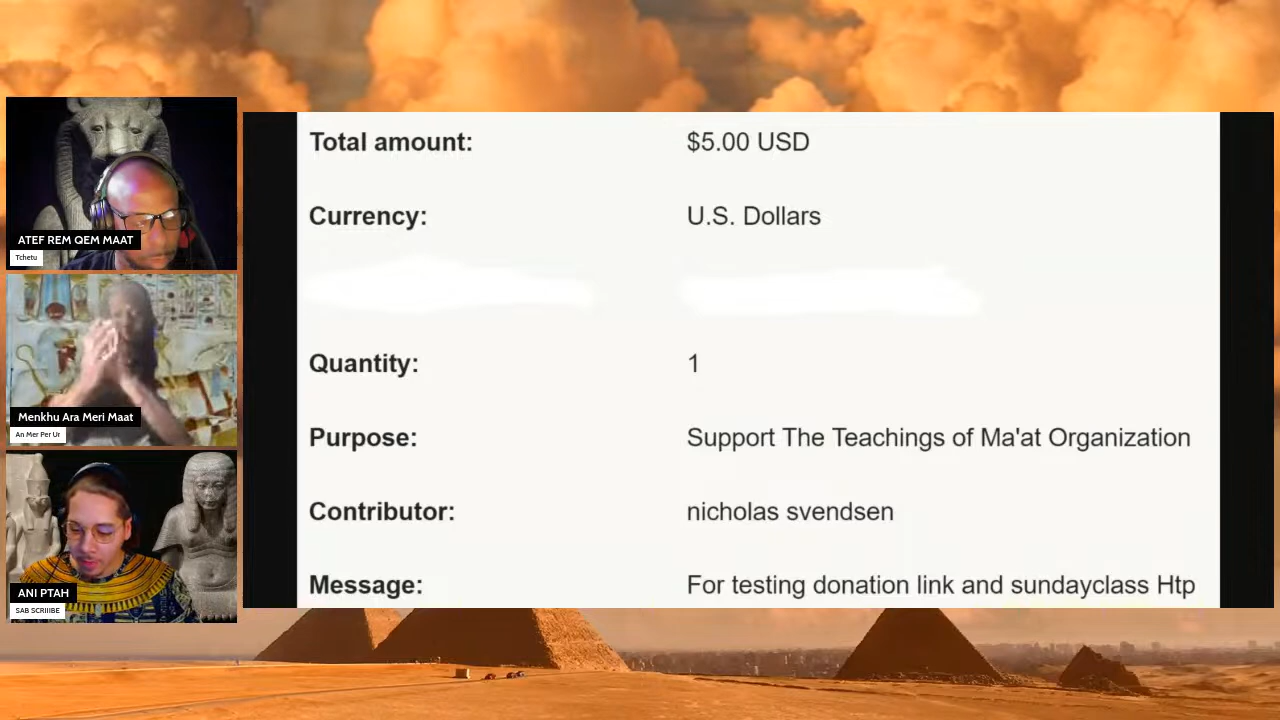 ATEF REM QEM MAAT
Tchetu
Menkhu Ara Meri Maat
An Mer Per Ur
ANI PTAH
SAB SCRIIIBE
Total amount: $5.00 USD
Currency: U.S. Dollars
Quantity: 1
Purpose: Support The Teachings of Ma'at Organization
Contributor: nicholas svendsen
Message: For testing donation link and sundayclass Htp